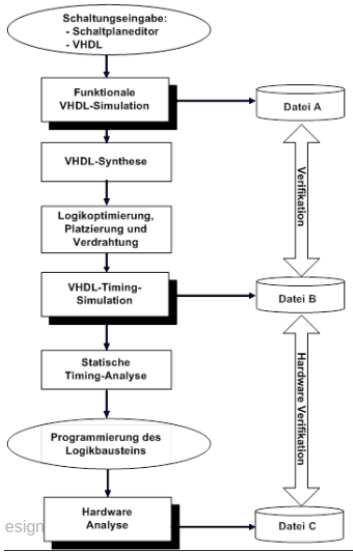 Schaltungseingabe:
- Schaltplaneditor
- VHDL
Funktionale
VHDL-Simulation
Datei A
VHDL-Synthese
Verifikation
Logikoptimierung,
Platzierung und
Verdrahtung
VHDL-Timing-
Simulation
Datei B
Statische
Timing-Analyse
Hardware Verifikation
Programmierung des
Logikbausteins
Hardware
Analyse
Datei C
esign